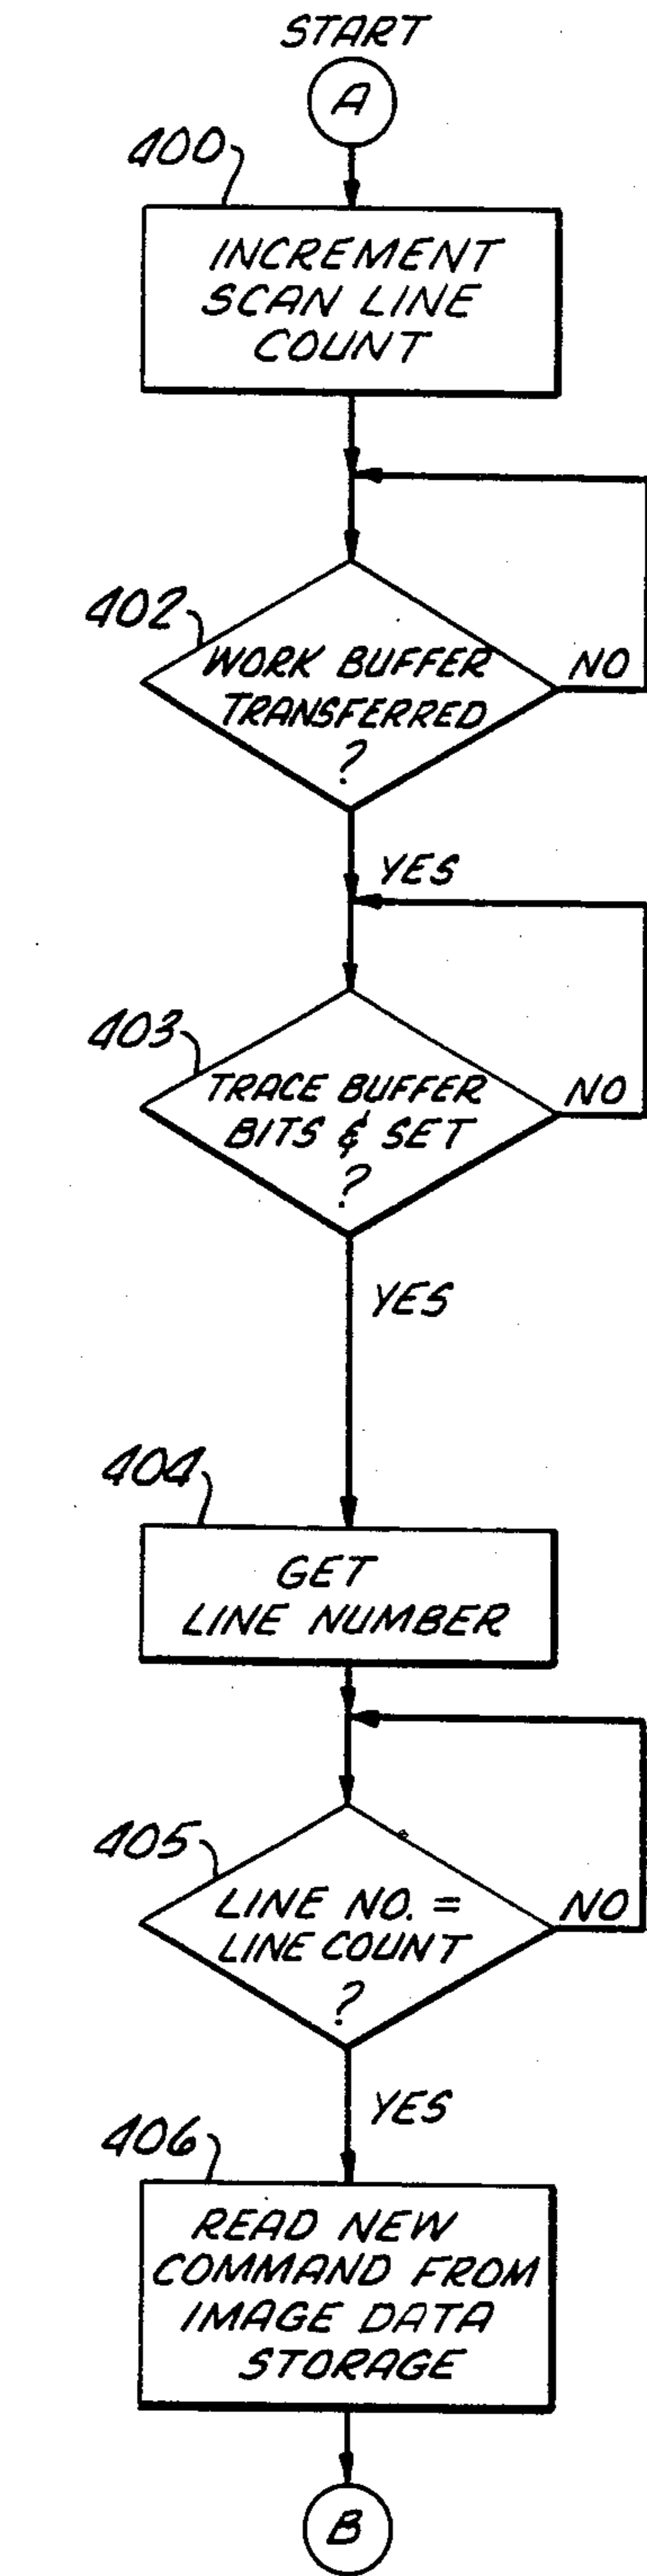 START
A
400
INCREMENT
SCAN LINE
COUNT
402
WORK BUFFER
TRANSFERRED
?
NO
YES
403
TRACE BUFFER
BITS & SET
?
NO
YES
404
GET
LINE NUMBER
405
LINE NO. =
LINE COUNT
?
NO
YES
406
READ NEW
COMMAND FROM
IMAGE DATA
STORAGE
B